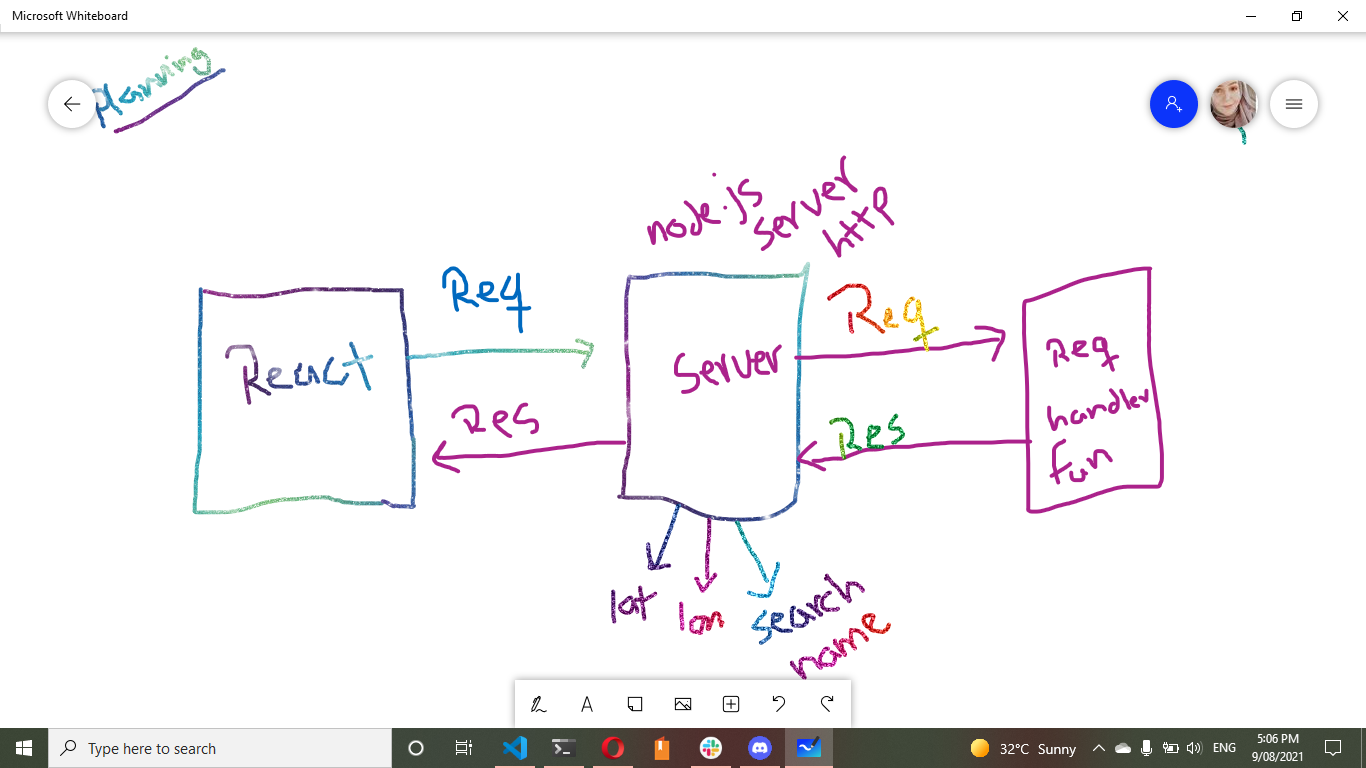 Microsoft Whiteboard
planning
node.js server
http
Req
Req
React
Server
Req
handler
fun
Res
Res
lat
lon
search
name
A
Type here to search
32°C Sunny
ENG
5:06 PM
9/08/2021